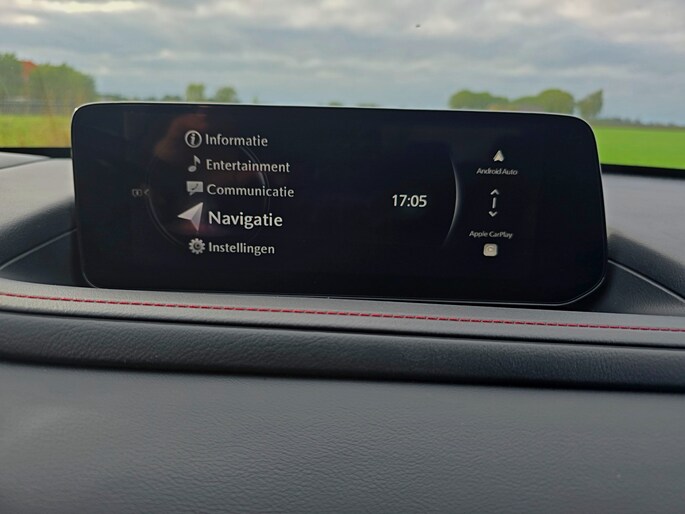 Informatie
Entertainment
Communicatie
Navigatie
Instellingen
17:05
Android Auto
Apple CarPlay